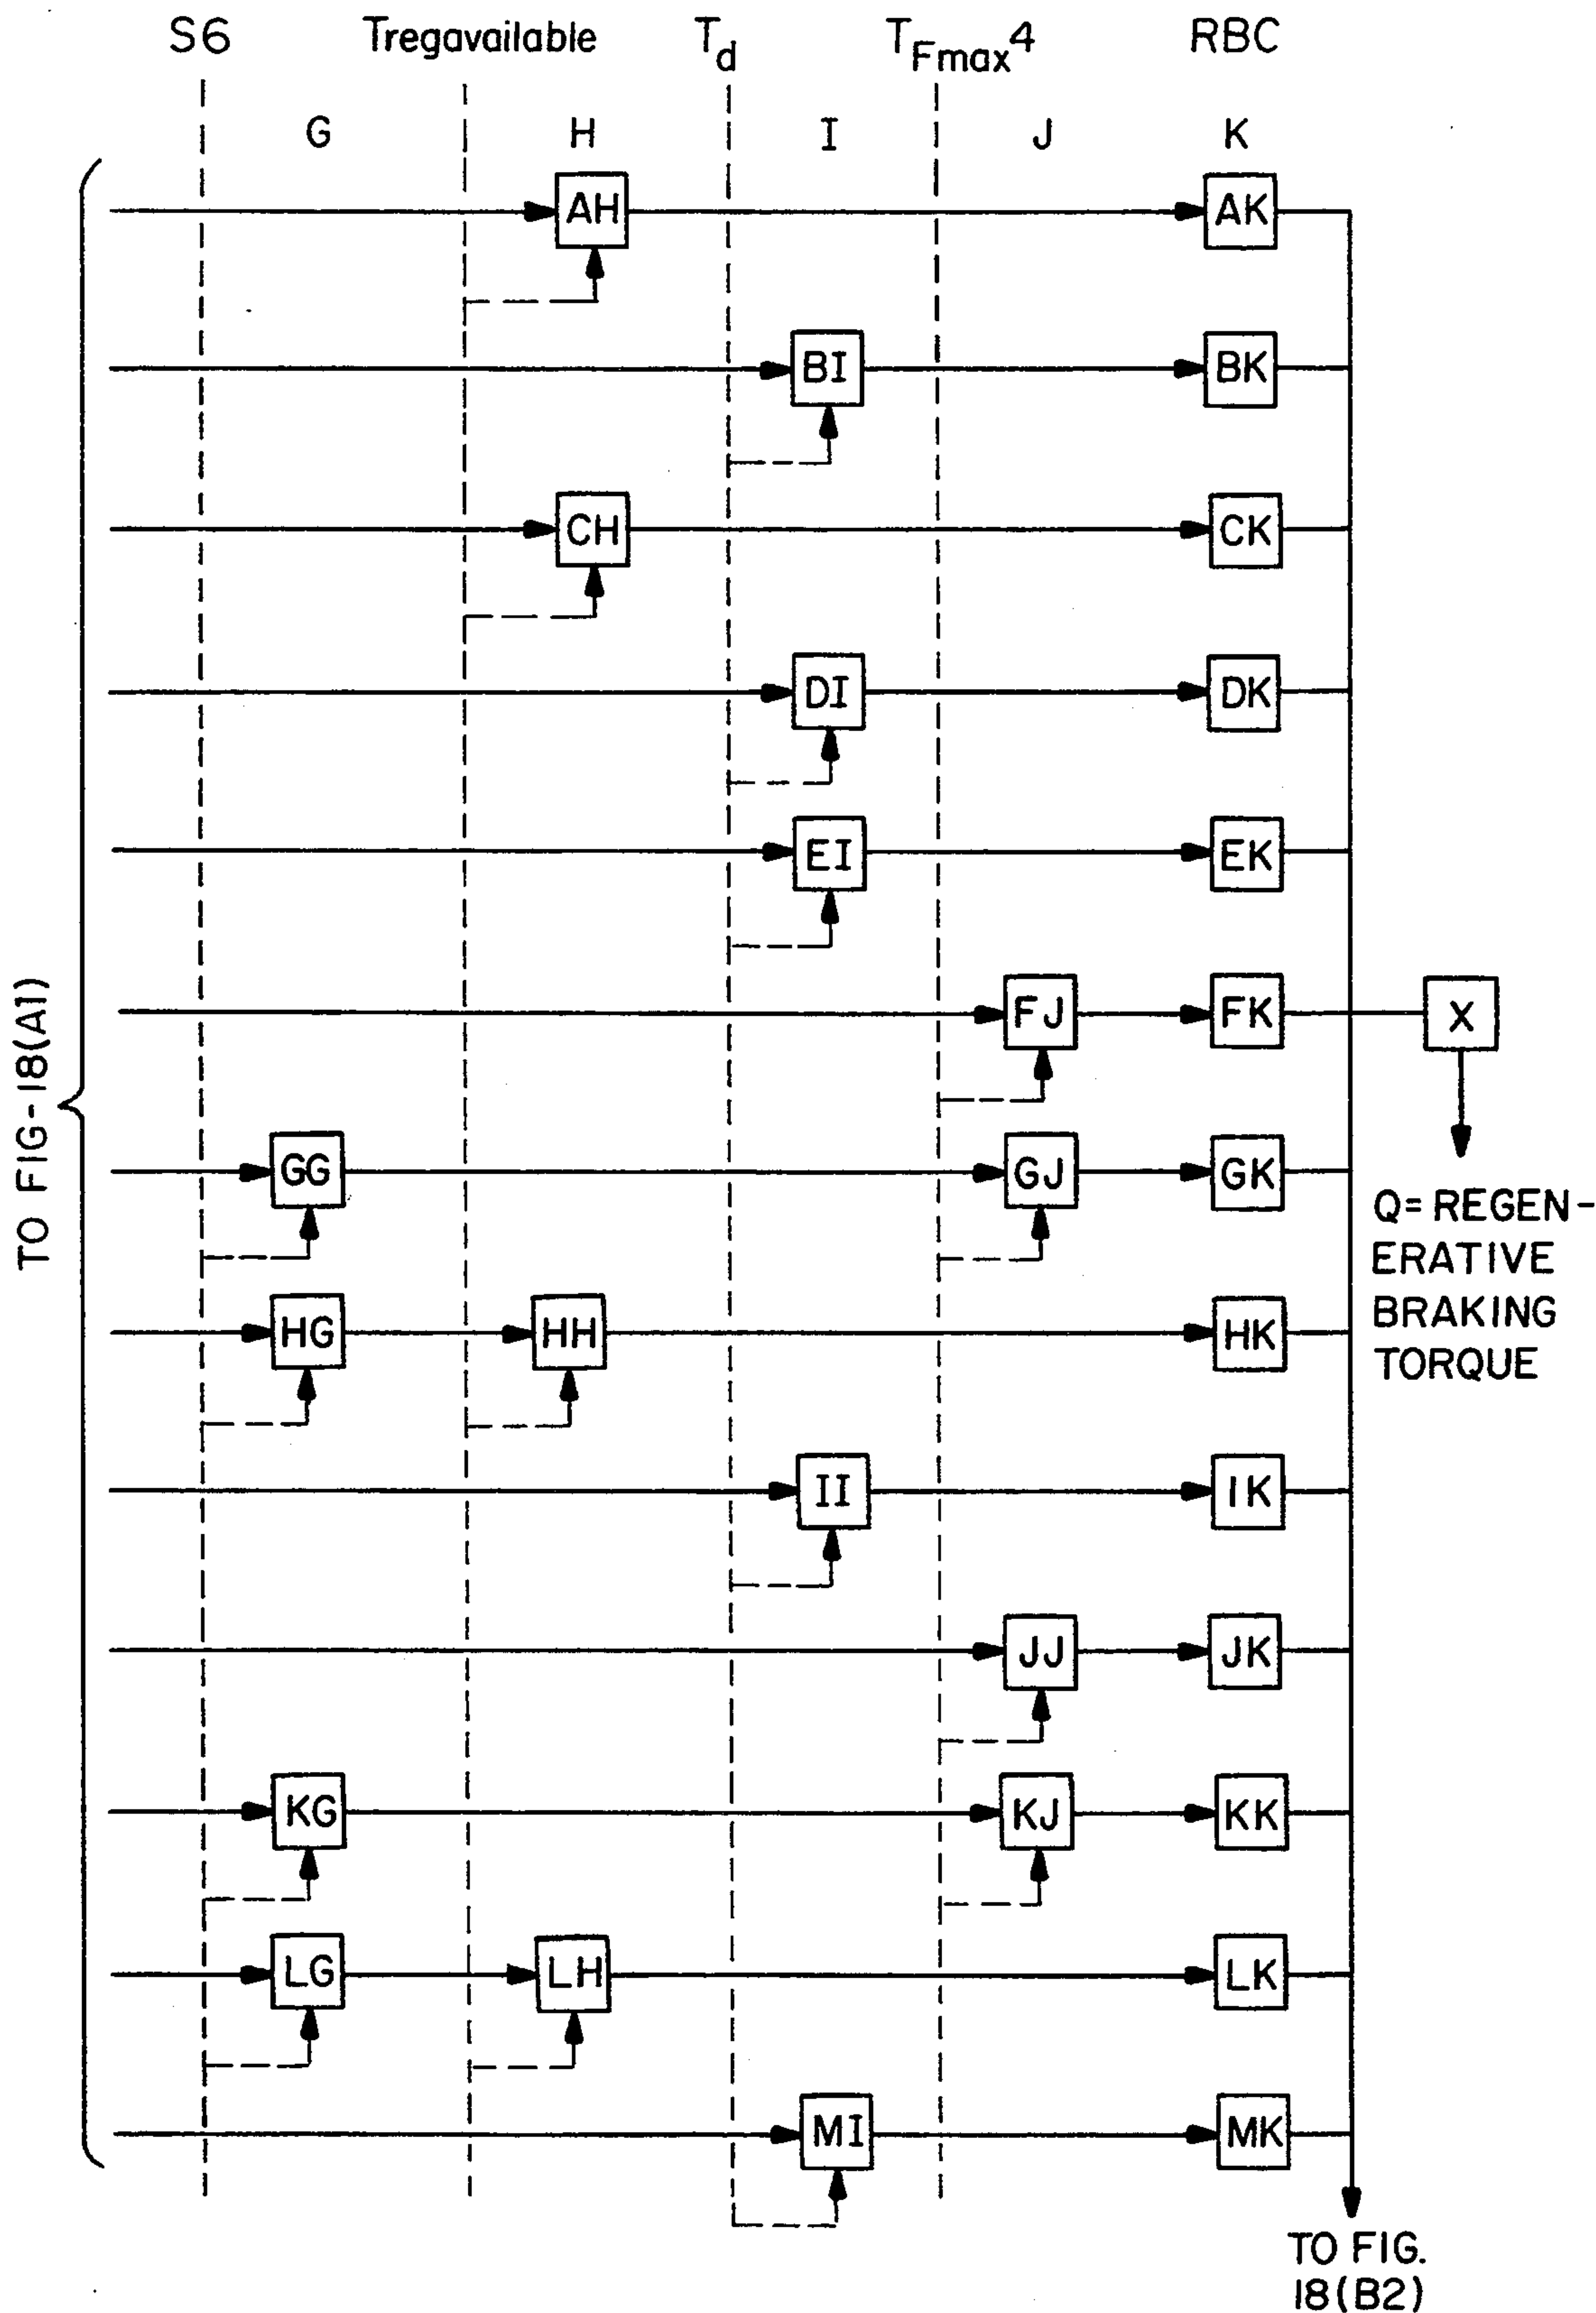 S6 Tregavailable Td TFmax4 RBC
G H I J K
AH AK
BI BK
CH CK
DI DK
EI EK
FJ FK X
GG GJ GK
Q= REGEN-
ERATIVE
BRAKING
TORQUE
HG HH HK
II IK
JJ JK
KG KJ KK
LG LH LK
MI MK
TO FIG-18(A1)
TO FIG.
18(B2)